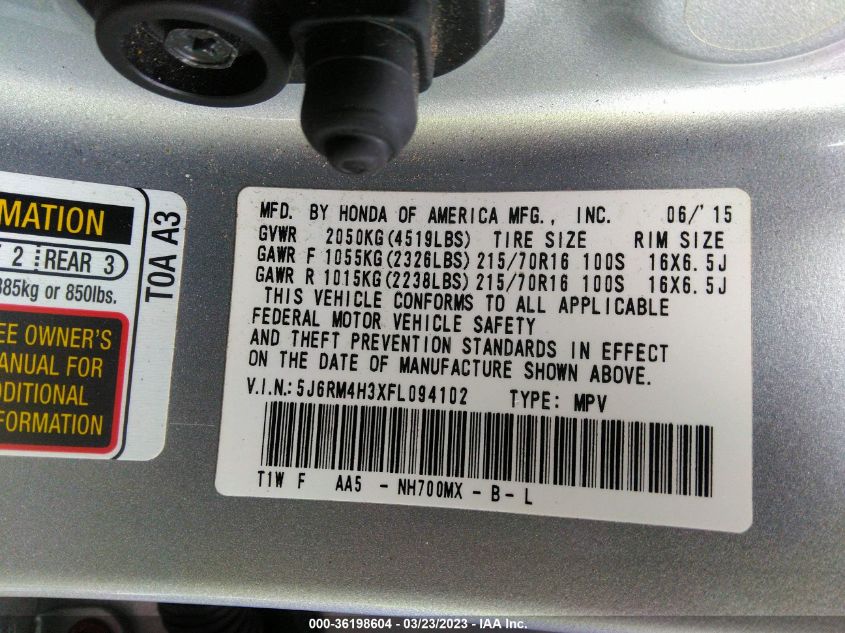 MATION
2 REAR 3
385kg or 850lbs.
EE OWNER'S
ANUAL FOR
DDITIONAL
FORMATION
TOA A3
MFD. BY HONDA OF AMERICA MFG., INC. 06/'15
GVWR 2050KG(4519LBS) TIRE SIZE RIM SIZE
GAWR F 1055KG(2326LBS) 215/70R16 100S 16X6.5J
GAWR R 1015KG(2238LBS) 215/70R16 100S 16X6.5J
THIS VEHICLE CONFORMS TO ALL APPLICABLE
FEDERAL MOTOR VEHICLE SAFETY
AND THEFT PREVENTION STANDARDS IN EFFECT
ON THE DATE OF MANUFACTURE SHOWN ABOVE.
V.I.N.: 5J6RM4H3XFL094102 TYPE: MPV
T1W F AA5 - NH700MX - B - L
000-36198604 — 03/23/2023 — IAA Inc.